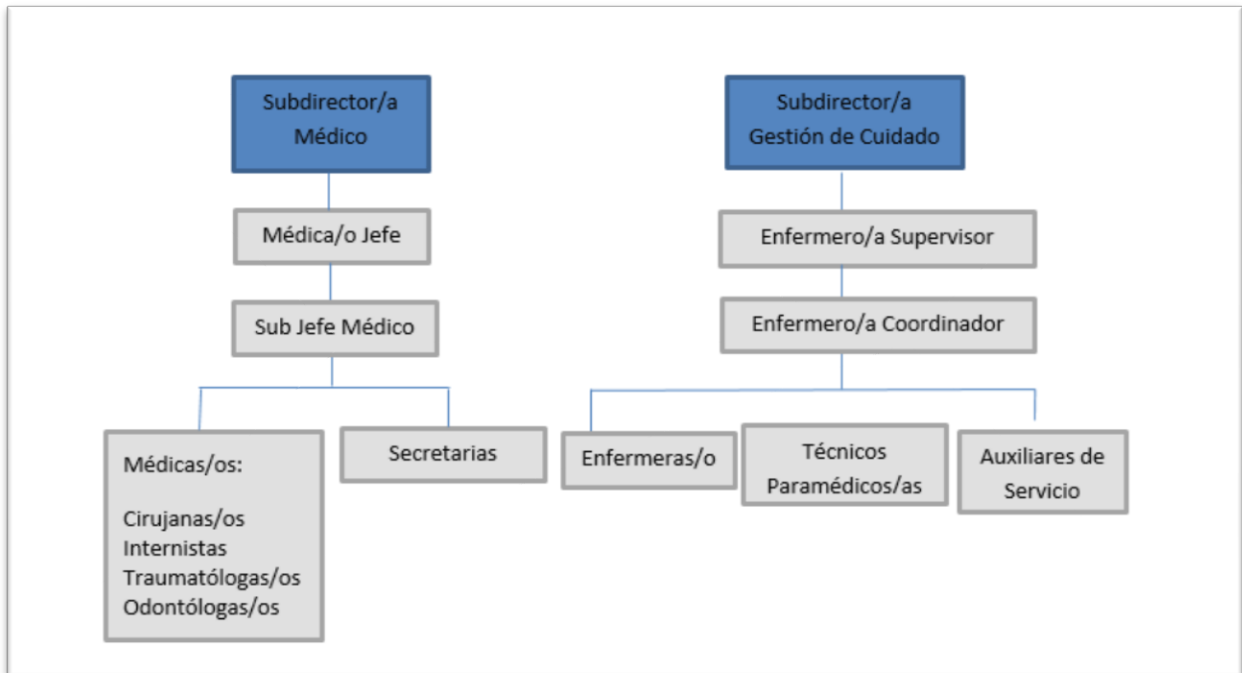 Subdirector/a
Médico
Médica/o Jefe
Sub Jefe Médico
Médicas/os:
Cirujanas/os
Internistas
Traumatólogas/os
Odontólogas/os
Secretarias
Subdirector/a
Gestión de Cuidado
Enfermero/a Supervisor
Enfermero/a Coordinador
Enfermeras/o
Técnicos
Paramédicos/as
Auxiliares de
Servicio